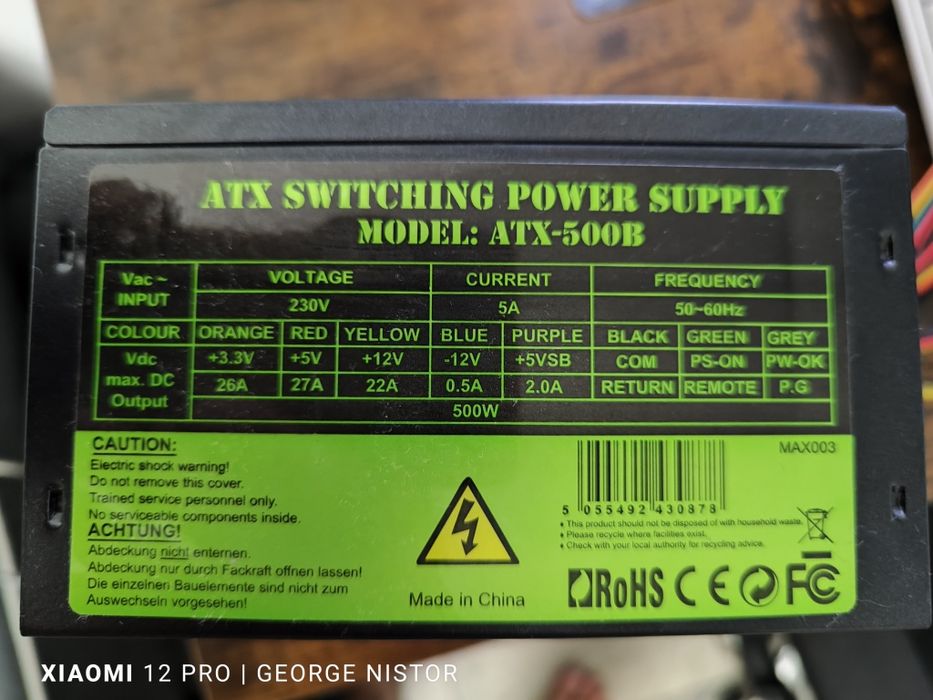 ATX SWITCHING POWER SUPPLY
MODEL: ATX-500B
Vac ~ INPUT VOLTAGE CURRENT FREQUENCY
230V 5A 50~60Hz
COLOUR ORANGE RED YELLOW BLUE PURPLE BLACK GREEN GREY
Vdc +3.3V +5V +12V -12V +5VSB COM PS-ON PW-OK
max. DC 26A 27A 22A 0.5A 2.0A RETURN REMOTE P.G
Output 500W
CAUTION:
Electric shock warning!
Do not remove this cover.
Trained service personnel only.
No serviceable components inside.
ACHTUNG!
Abdeckung nicht enternen.
Abdeckung nur durch Fackraft offnen lassen!
Die einzelnen Bauelemente sind nicht zum
Auswechseln vorgesehen!
Made in China
MAX003
5 055492 430878
This product should not be disposed of with household waste.
Please recycle where facilities exist.
Check with your local authority for recycling advice.
RoHS CE FC
XIAOMI 12 PRO | GEORGE NISTOR